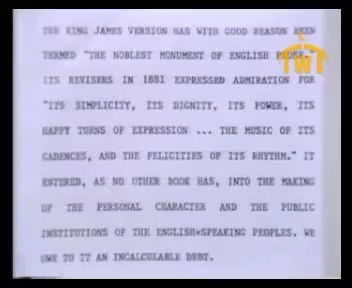 THE KING JAMES VERSION HAS WITH GOOD REASON BEEN
TERMED "THE NOBLEST MONUMENT OF ENGLISH PROSE."
ITS REVISERS IN 1881 EXPRESSED ADMIRATION FOR
"ITS SIMPLICITY, ITS DIGNITY, ITS POWER, ITS
HAPPY TURNS OF EXPRESSION ... THE MUSIC OF ITS
CADENCES, AND THE FELICITIES OF ITS RHYTHM." IT
ENTERED, AS NO OTHER BOOK HAS, INTO THE MAKING
OF THE PERSONAL CHARACTER AND THE PUBLIC
INSTITUTIONS OF THE ENGLISH-SPEAKING PEOPLES. WE
OWE TO IT AN INCALCULABLE DEBT.